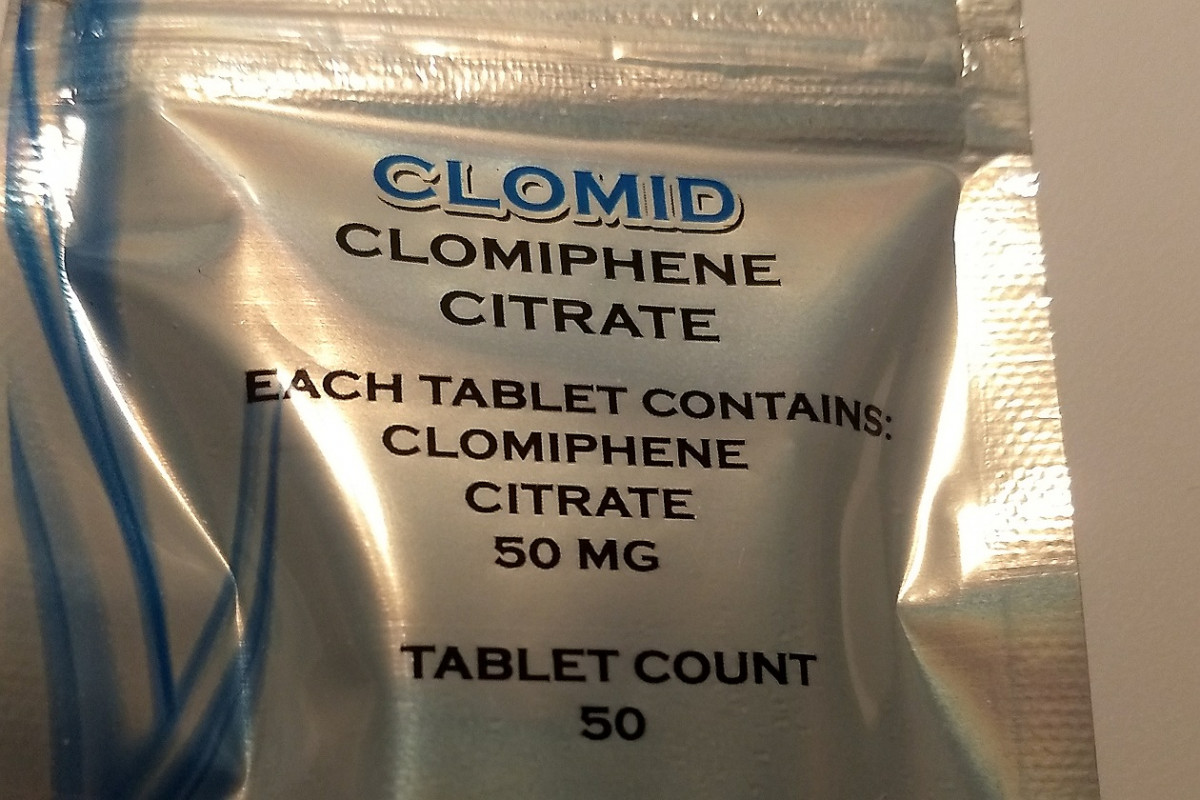 CLOMID
CLOMIPHENE
CITRATE
EACH TABLET CONTAINS:
CLOMIPHENE
CITRATE
50 MG
TABLET COUNT
50